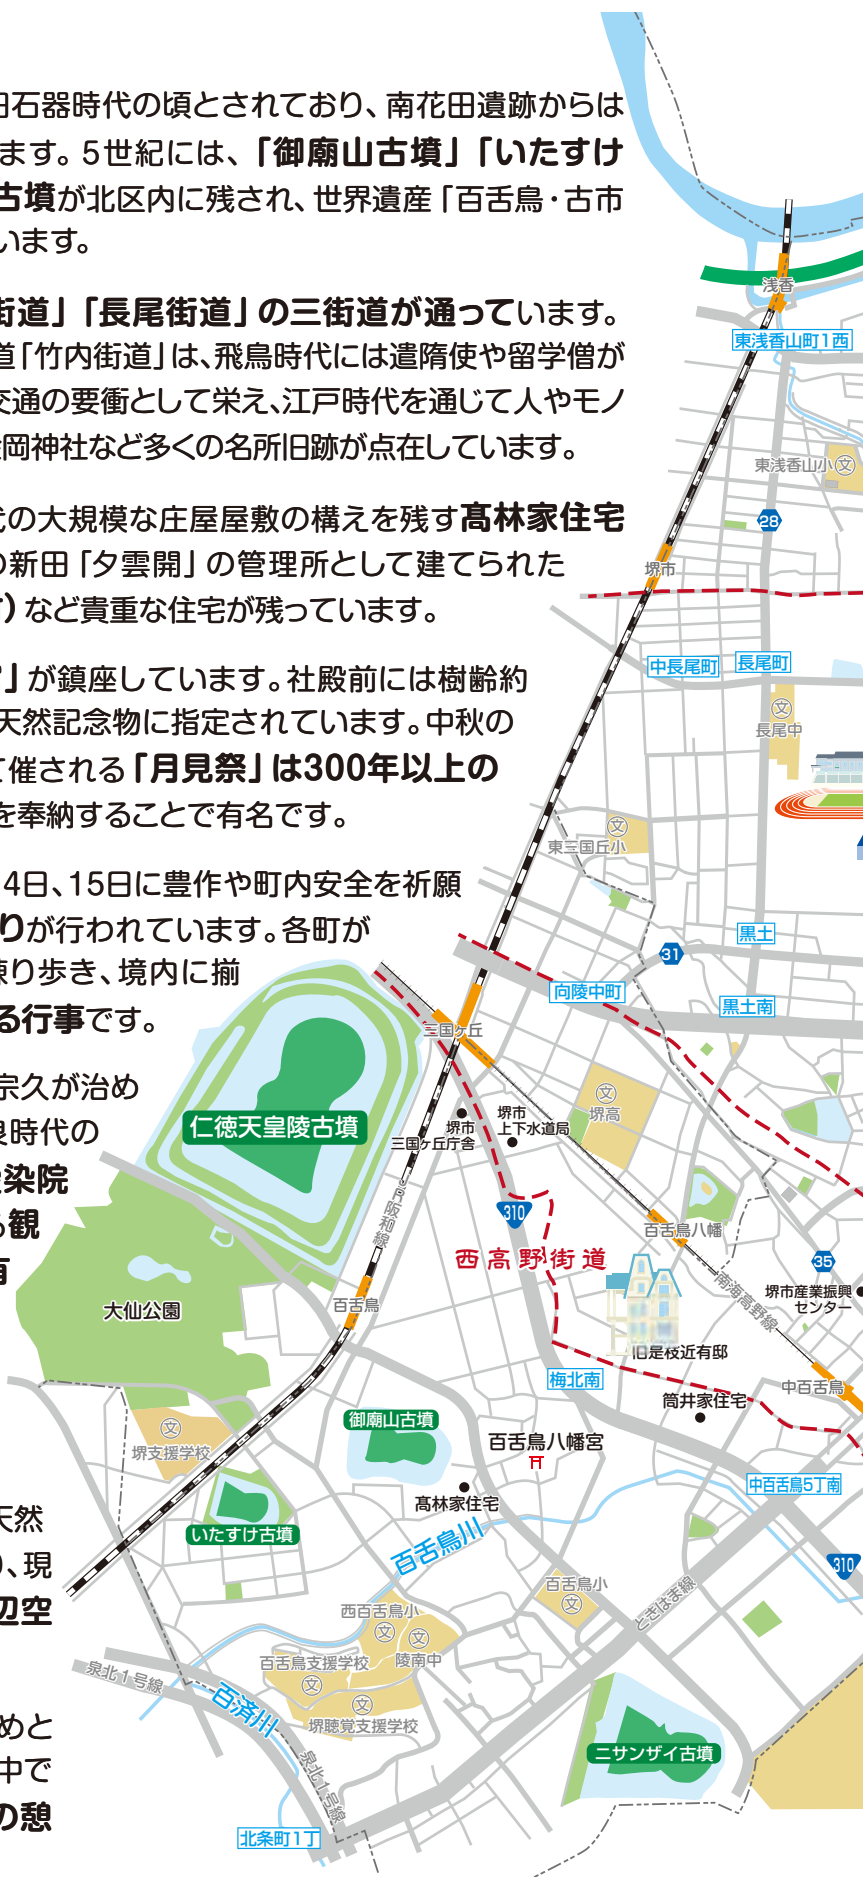 石器時代の頃とされており、南花田遺跡からは
ます。5世紀には、「御廟山古墳」「いたすけ
古墳が北区内に残され、世界遺産「百舌鳥・古市
います。
街道」「長尾街道」の三街道が通っています。
道「竹内街道」は、飛鳥時代には遣隋使や留学僧が
交通の要衝として栄え、江戸時代を通じて人やモノ
岡神社など多くの名所旧跡が点在しています。
代の大規模な庄屋屋敷の構えを残す髙林家住宅
の新田「夕雲開」の管理所として建てられた
)など貴重な住宅が残っています。
」が鎮座しています。社殿前には樹齢約
天然記念物に指定されています。中秋の
て催される「月見祭」は300年以上の
を奉納することで有名です。
4日、15日に豊作や町内安全を祈願
りが行われています。各町が
練り歩き、境内に揃
る行事です。
宗久が治め
良時代の
染院
る観
有
天然
り、現
辺空
めと
中で
の憩
浅香
東浅香山町1西
東浅香山小
文
28
堺市
中長尾町
長尾町
文
長尾中
文
東三国丘小
黒土
31
向陵中町
黒土南
三国ヶ丘
文
堺高
堺市
三国ヶ丘庁舎
堺市
上下水道局
仁徳天皇陵古墳
JR阪和線
310
百舌鳥八幡
西高野街道
35
南海高野線
堺市産業振興
センター
大仙公園
百舌鳥
旧是枝近有邸
梅北南
中百舌鳥
筒井家住宅
御廟山古墳
文
堺支援学校
百舌鳥八幡宮
中百舌鳥5丁南
髙林家住宅
いたすけ古墳
百舌鳥川
310
百舌鳥小
文
ときはま線
西百舌鳥小
文
文
陵南中
百舌鳥支援学校
文
泉北1号線
百済川
文
堺聴覚支援学校
ニサンザイ古墳
泉北1号線
北条町1丁